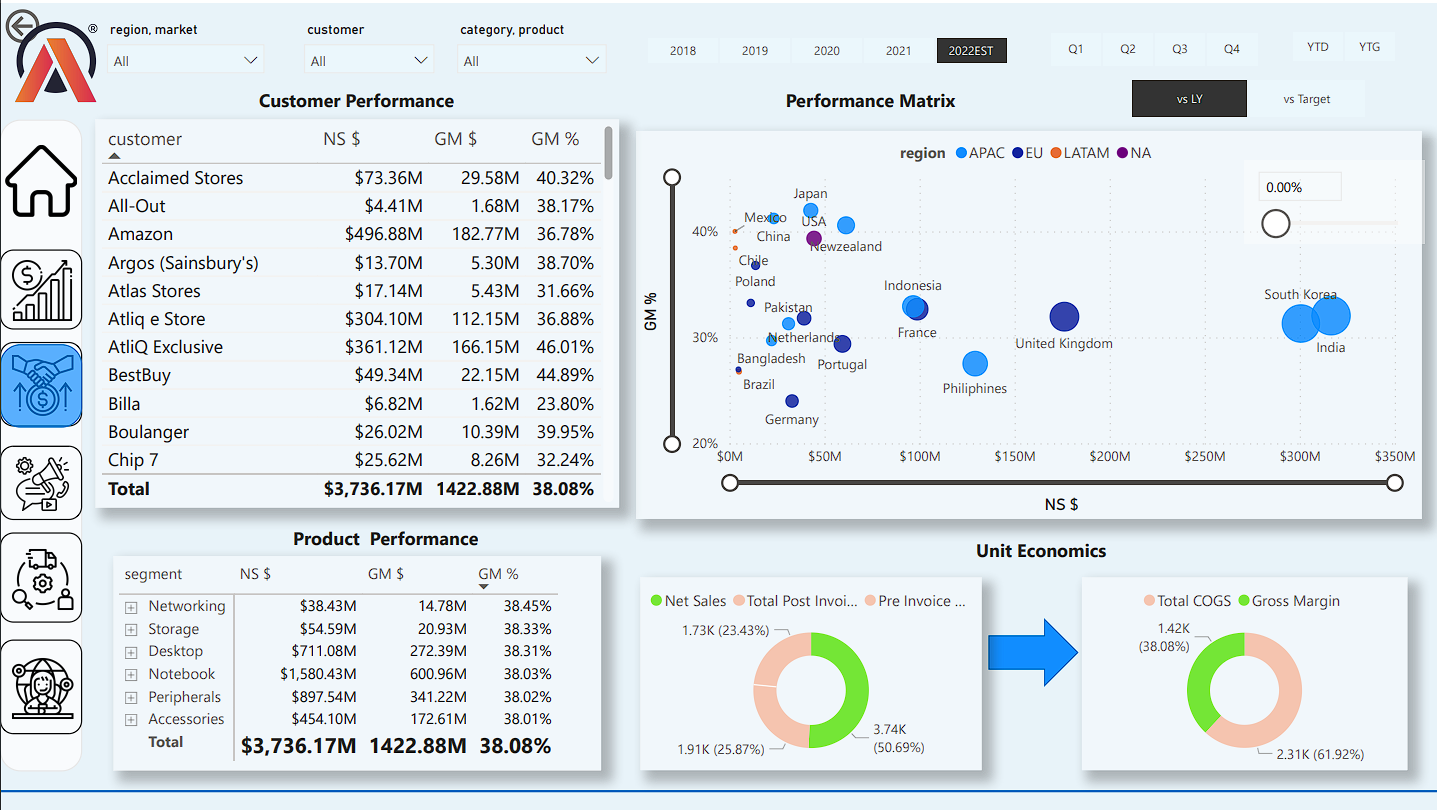 ®
region, market
customer
category, product
All
All
All
2018
2019
2020
2021
2022EST
Q1
Q2
Q3
Q4
YTD
YTG
vs LY
vs Target
Customer Performance
customer NS $ GM $ GM %
Acclaimed Stores $73.36M 29.58M 40.32%
All-Out $4.41M 1.68M 38.17%
Amazon $496.88M 182.77M 36.78%
Argos (Sainsbury's) $13.70M 5.30M 38.70%
Atlas Stores $17.14M 5.43M 31.66%
Atliq e Store $304.10M 112.15M 36.88%
AtliQ Exclusive $361.12M 166.15M 46.01%
BestBuy $49.34M 22.15M 44.89%
Billa $6.82M 1.62M 23.80%
Boulanger $26.02M 10.39M 39.95%
Chip 7 $25.62M 8.26M 32.24%
Total $3,736.17M 1422.88M 38.08%
Performance Matrix
region APAC EU LATAM NA
0.00%
GM %
40%
30%
20%
Japan
Mexico
USA
China
Newzealand
Chile
Poland
Indonesia
South Korea
Pakistan
France
Netherlands
United Kingdom
India
Bangladesh
Portugal
Brazil
Philiphines
Germany
$0M $50M $100M $150M $200M $250M $300M $350M
NS $
Product Performance
segment NS $ GM $ GM %
Networking $38.43M 14.78M 38.45%
Storage $54.59M 20.93M 38.33%
Desktop $711.08M 272.39M 38.31%
Notebook $1,580.43M 600.96M 38.03%
Peripherals $897.54M 341.22M 38.02%
Accessories $454.10M 172.61M 38.01%
Total $3,736.17M 1422.88M 38.08%
Unit Economics
Net Sales Total Post Invoi... Pre Invoice ...
1.73K (23.43%)
3.74K
(50.69%)
1.91K (25.87%)
Total COGS Gross Margin
1.42K
(38.08%)
2.31K (61.92%)